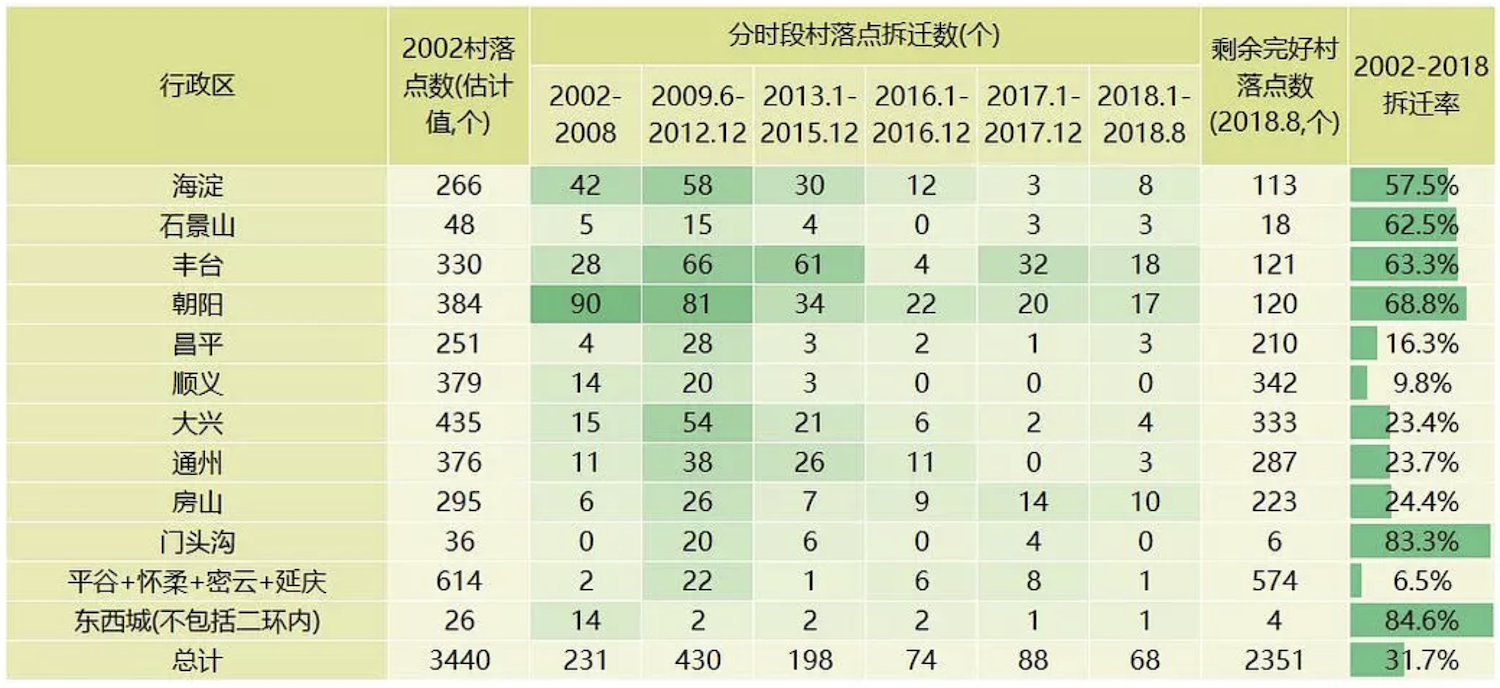 行政区 2002村落点数(估计值,个) 分时段村落点拆迁数(个) 剩余完好村落点数(2018.8,个) 2002-2018拆迁率
2002-2008 2009.6-2012.12 2013.1-2015.12 2016.1-2016.12 2017.1-2017.12 2018.1-2018.8
海淀 266 42 58 30 12 3 8 113 57.5%
石景山 48 5 15 4 0 3 3 18 62.5%
丰台 330 28 66 61 4 32 18 121 63.3%
朝阳 384 90 81 34 22 20 17 120 68.8%
昌平 251 4 28 3 2 1 3 210 16.3%
顺义 379 14 20 3 0 0 0 342 9.8%
大兴 435 15 54 21 6 2 4 333 23.4%
通州 376 11 38 26 11 0 3 287 23.7%
房山 295 6 26 7 9 14 10 223 24.4%
门头沟 36 0 20 6 0 4 0 6 83.3%
平谷+怀柔+密云+延庆 614 2 22 1 6 8 1 574 6.5%
东西城(不包括二环内) 26 14 2 2 2 1 1 4 84.6%
总计 3440 231 430 198 74 88 68 2351 31.7%